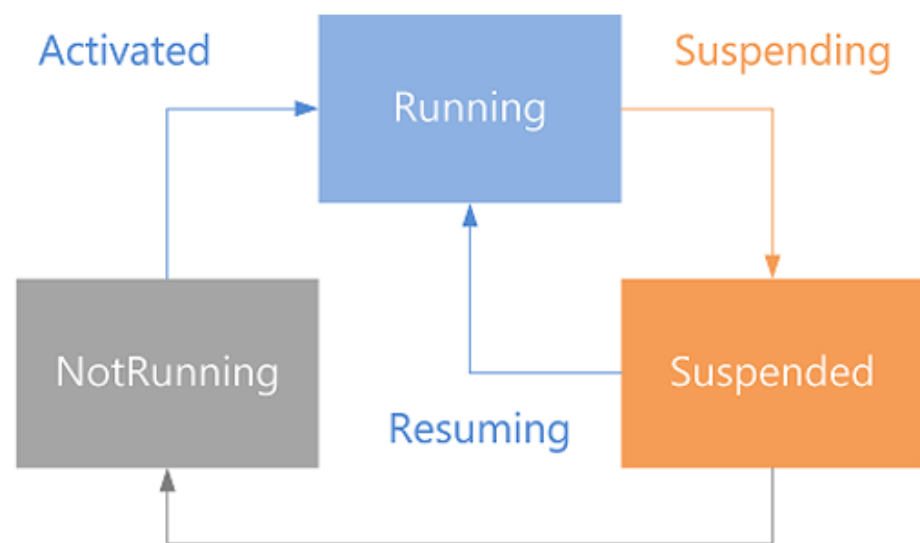 Activated
Suspending
Running
NotRunning
Suspended
Resuming